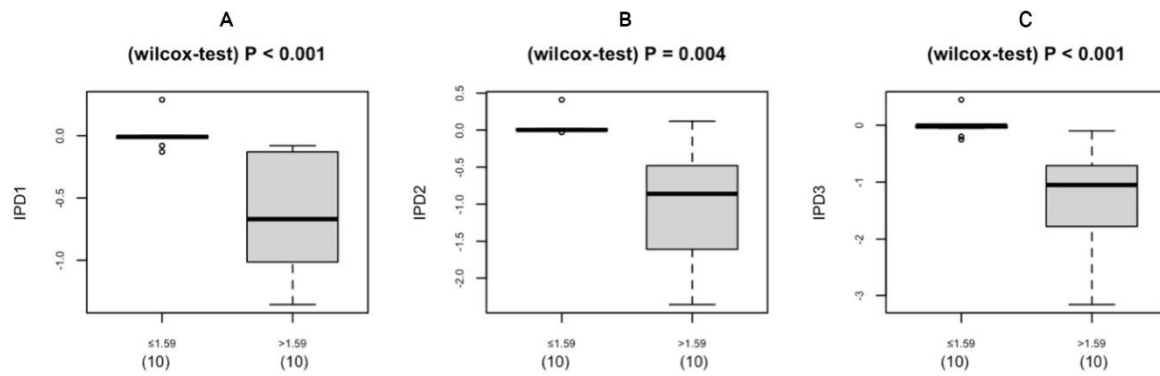 A
(wilcox-test) P < 0.001
IPD1
0.0
-0.5
-1.0
≤1.59
>1.59
(10)
(10)
B
(wilcox-test) P = 0.004
IPD2
0.5
0.0
-0.5
-1.0
-1.5
-2.0
≤1.59
>1.59
(10)
(10)
C
(wilcox-test) P < 0.001
IPD3
0
-1
-2
-3
≤1.59
>1.59
(10)
(10)